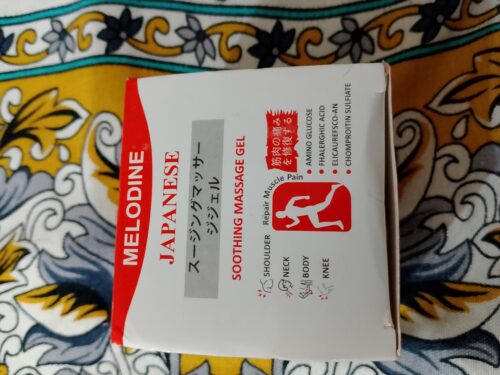 MELODINE
JAPANESE
スージングマッサー
ジジェル
SOOTHING MASSAGE GEL
筋肉の痛み
を修復する
• AMINO GLUCOSE
• FHALERGHIC ACID
• ELICAUREFSCO-AN
• CHOMPROITIN SULFIATE
Repair Muscle Pain
SHOULDER
NECK
BODY
KNEE